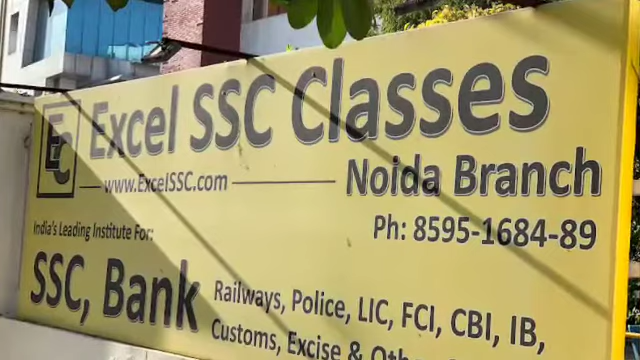 EC Excel SSC Classes
www.ExcelSSC.com
Noida Branch
India's Leading Institute For:
Ph: 8595-1684-89
SSC, Bank
Railways, Police, LIC, FCI, CBI, IB,
Customs, Excise &